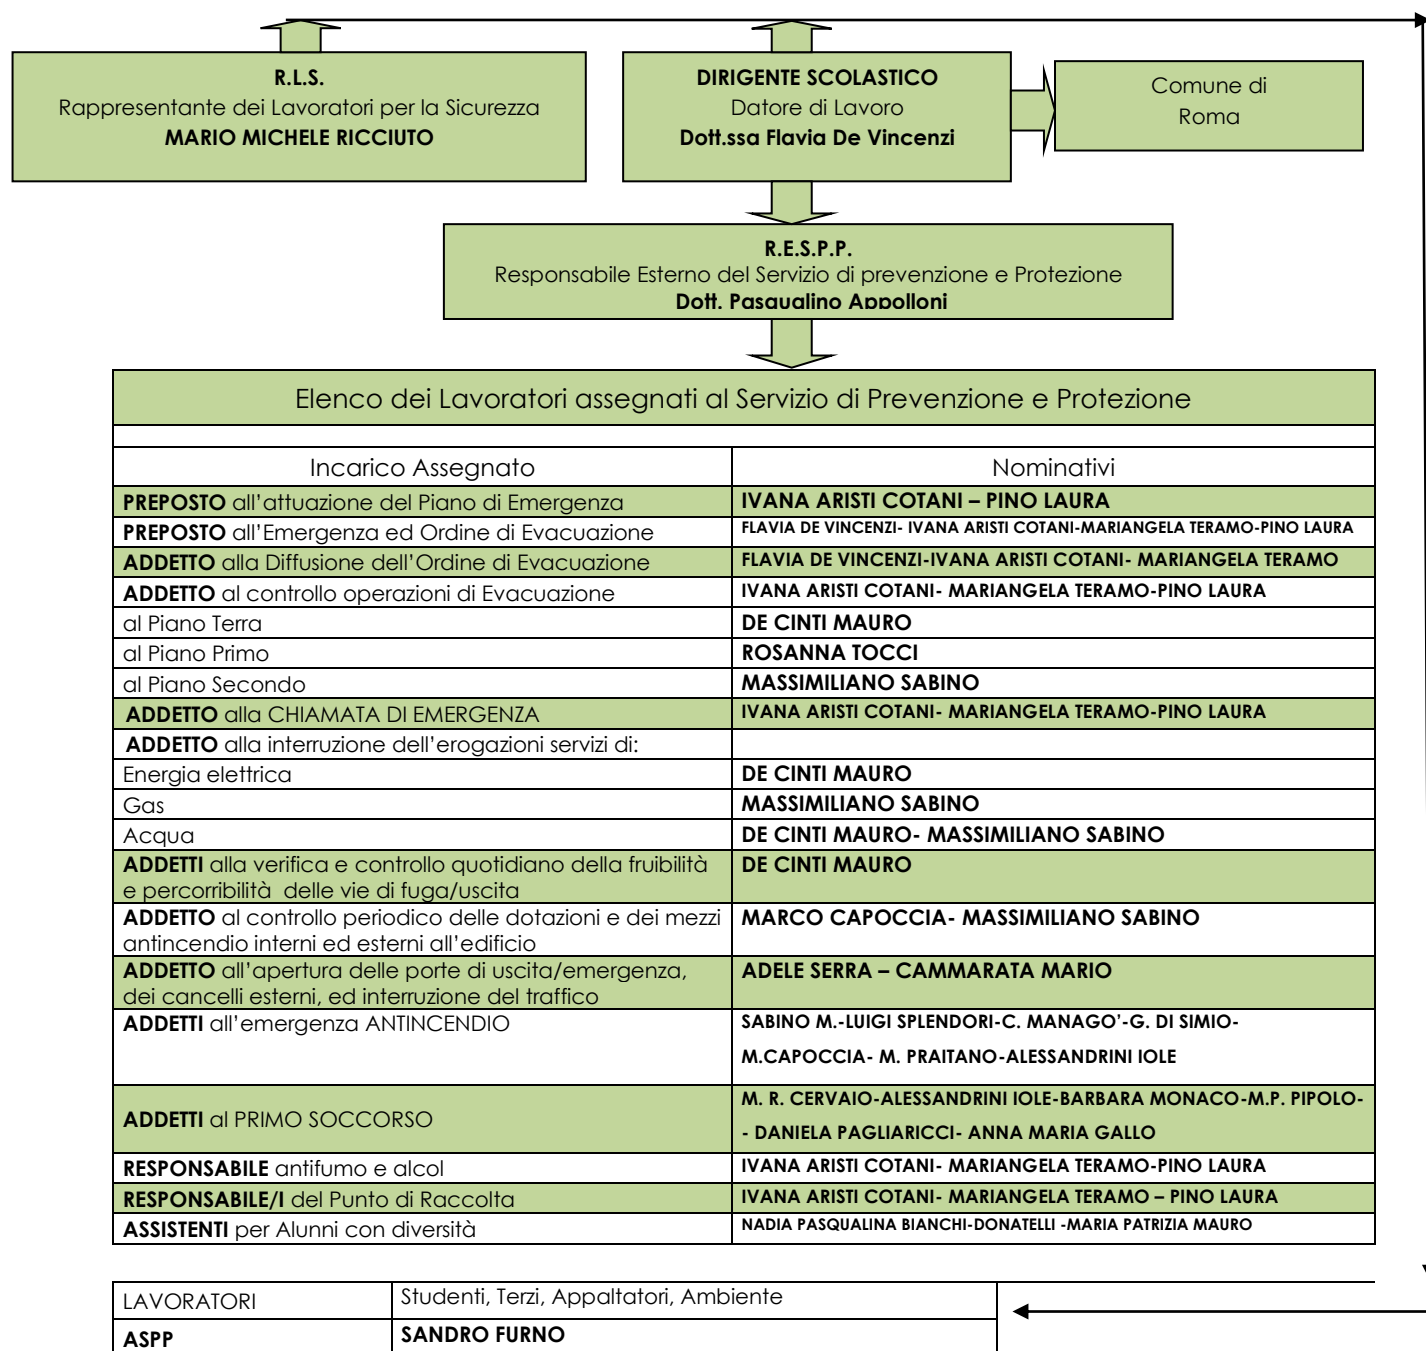 R.L.S.
Rappresentante dei Lavoratori per la Sicurezza
MARIO MICHELE RICCIUTO
DIRIGENTE SCOLASTICO
Datore di Lavoro
Dott.ssa Flavia De Vincenzi
Comune di
Roma
R.E.S.P.P.
Responsabile Esterno del Servizio di prevenzione e Protezione
Dott. Pasqualino Appolloni
Elenco dei Lavoratori assegnati al Servizio di Prevenzione e Protezione
Incarico Assegnato Nominativi
PREPOSTO all'attuazione del Piano di Emergenza IVANA ARISTI COTANI – PINO LAURA
PREPOSTO all'Emergenza ed Ordine di Evacuazione FLAVIA DE VINCENZI- IVANA ARISTI COTANI-MARIANGELA TERAMO-PINO LAURA
ADDETTO alla Diffusione dell'Ordine di Evacuazione FLAVIA DE VINCENZI-IVANA ARISTI COTANI- MARIANGELA TERAMO
ADDETTO al controllo operazioni di Evacuazione IVANA ARISTI COTANI- MARIANGELA TERAMO-PINO LAURA
al Piano Terra DE CINTI MAURO
al Piano Primo ROSANNA TOCCI
al Piano Secondo MASSIMILIANO SABINO
ADDETTO alla CHIAMATA DI EMERGENZA IVANA ARISTI COTANI- MARIANGELA TERAMO-PINO LAURA
ADDETTO alla interruzione dell'erogazioni servizi di:
Energia elettrica DE CINTI MAURO
Gas MASSIMILIANO SABINO
Acqua DE CINTI MAURO- MASSIMILIANO SABINO
ADDETTI alla verifica e controllo quotidiano della fruibilità DE CINTI MAURO
e percorribilità delle vie di fuga/uscita
ADDETTO al controllo periodico delle dotazioni e dei mezzi MARCO CAPOCCIA- MASSIMILIANO SABINO
antincendio interni ed esterni all'edificio
ADDETTO all'apertura delle porte di uscita/emergenza, ADELE SERRA – CAMMARATA MARIO
dei cancelli esterni, ed interruzione del traffico
ADDETTI all'emergenza ANTINCENDIO SABINO M.-LUIGI SPLENDORI-C. MANAGO'-G. DI SIMIO-
M.CAPOCCIA- M. PRAITANO-ALESSANDRINI IOLE
ADDETTI al PRIMO SOCCORSO M. R. CERVAIO-ALESSANDRINI IOLE-BARBARA MONACO-M.P. PIPOLO-
- DANIELA PAGLIARICCI- ANNA MARIA GALLO
RESPONSABILE antifumo e alcol IVANA ARISTI COTANI- MARIANGELA TERAMO-PINO LAURA
RESPONSABILE/I del Punto di Raccolta IVANA ARISTI COTANI- MARIANGELA TERAMO – PINO LAURA
ASSISTENTI per Alunni con diversità NADIA PASQUALINA BIANCHI-DONATELLI -MARIA PATRIZIA MAURO
LAVORATORI Studenti, Terzi, Appaltatori, Ambiente
ASPP SANDRO FURNO